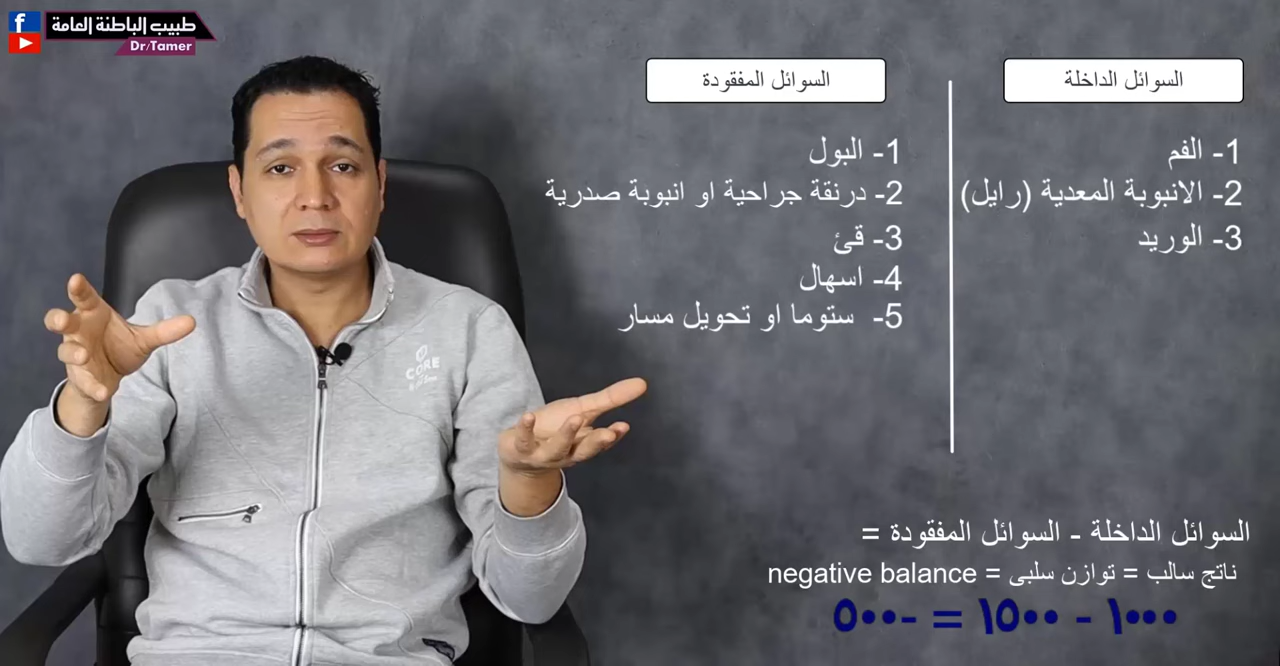 f
طبيب الباطنة العامة
Dr/Tamer
السوائل الداخلة
1- الفم
2- الانبوبة المعدية (رايل)
3- الوريد
السوائل المفقودة
1- البول
2- درنقة جراحية او انبوبة صدرية
3- قئ
4- اسهال
5- ستوما او تحويل مسار
CORE
السوائل الداخلة - السوائل المفقودة =
ناتج سالب = توازن سلبى = negative balance
١٠٠٠ - ١٥٠٠ = -٥٠٠